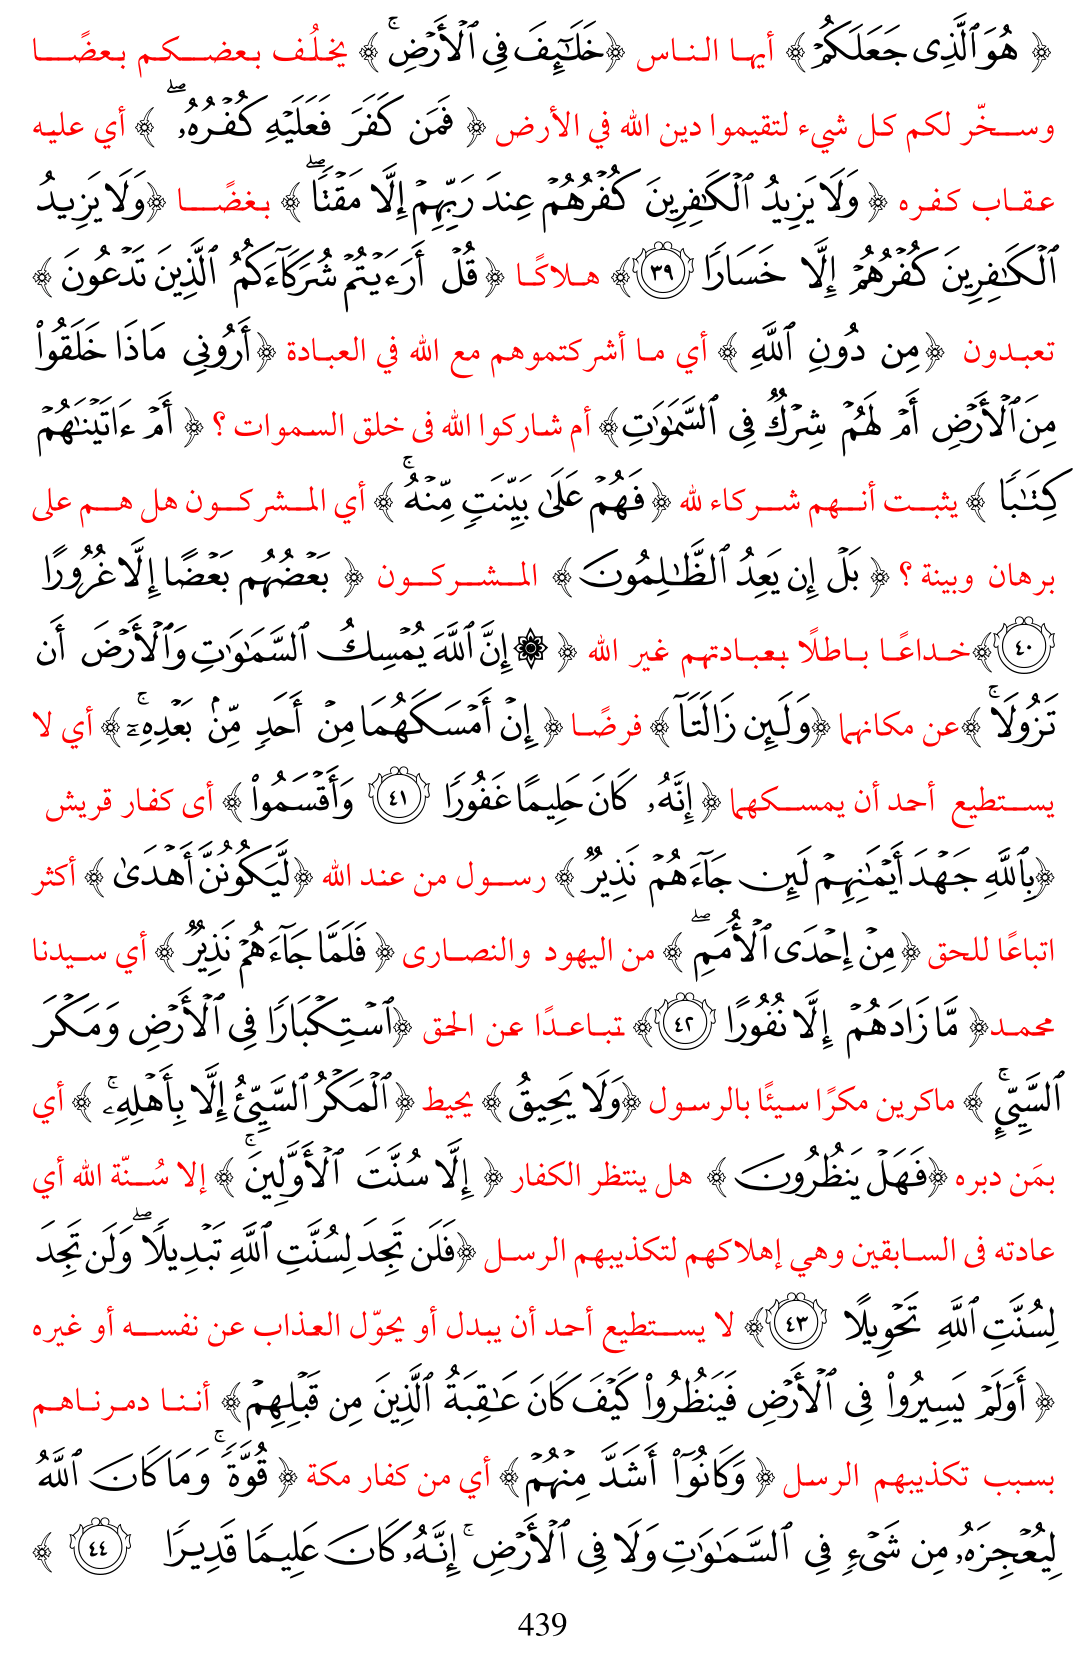 ﴿ هُوَ ٱلَّذِى جَعَلَكُمۡ ﴾ أيها الناس ﴿خَلَـٰٓئِفَ فِى ٱلۡأَرۡضِۚ ﴾ يخلُف بعضكم بعضًا
وسخّر لكم كل شيء لتقيموا دين الله في الأرض ﴿ فَمَن كَفَرَ فَعَلَيۡهِ كُفۡرُهُۥۖ ﴾ أي عليه
عقاب كفره ﴿ وَلَا يَزِيدُ ٱلۡكَـٰفِرِينَ كُفۡرُهُمۡ عِندَ رَبِّهِمۡ إِلَّا مَقۡتًاۖ ﴾ بغضًا ﴿وَلَا يَزِيدُ
ٱلۡكَـٰفِرِينَ كُفۡرُهُمۡ إِلَّا خَسَارًا ٣٩﴾ هلاكًا ﴿ قُلۡ أَرَءَيۡتُمۡ شُرَكَآءَكُمُ ٱلَّذِينَ تَدۡعُونَ ﴾
تعبدون ﴿مِن دُونِ ٱللَّهِ ﴾ أي ما أشركتموهم مع الله في العبادة ﴿أَرُونِى مَاذَا خَلَقُوا۟
مِنَ ٱلۡأَرۡضِ أَمۡ لَهُمۡ شِرۡكٌ فِى ٱلسَّمَـٰوَٰتِ﴾ أم شاركوا الله فى خلق السموات ؟ ﴿ أَمۡ ءَاتَيۡنَـٰهُمۡ
كِتَـٰبًا ﴾ يثبت أنهم شركاء لله ﴿فَهُمۡ عَلَىٰ بَيِّنَتٍ مِّنۡهُۚ ﴾ أي المشركون هل هم على
برهان وبينة ؟ ﴿ بَلۡ إِن يَعِدُ ٱلظَّـٰلِمُونَ ﴾ المشركون ﴿ بَعۡضُهُم بَعۡضًا إِلَّا غُرُورًا
٤٠﴾خداعًا باطلًا بعبادتهم غير الله ﴿ ۞إِنَّ ٱللَّهَ يُمۡسِكُ ٱلسَّمَـٰوَٰتِ وَٱلۡأَرۡضَ أَن
تَزُولَاۚ ﴾عن مكانهما ﴿وَلَئِن زَالَتَآ ﴾ فرضًا ﴿ إِنۡ أَمۡسَكَهُمَا مِنۡ أَحَدٍ مِّنۢ بَعۡدِهِۦٓۚ ﴾ أي لا
يستطيع أحد أن يمسكهما ﴿ إِنَّهُۥ كَانَ حَلِيمًا غَفُورًا ٤١ وَأَقۡسَمُوا۟ ﴾ أى كفار قريش
﴿بِٱللَّهِ جَهۡدَ أَيۡمَـٰنِهِمۡ لَئِن جَآءَهُمۡ نَذِيرٌ ﴾ رسول من عند الله ﴿لَّيَكُونُنَّ أَهۡدَىٰ ﴾ أكثر
اتباعًا للحق ﴿مِنۡ إِحۡدَى ٱلۡأُمَمِۖ ﴾ من اليهود والنصارى ﴿ فَلَمَّا جَآءَهُمۡ نَذِيرٌ ﴾ أي سيدنا
محمد﴿ مَّا زَادَهُمۡ إِلَّا نُفُورًا ٤٢﴾ تباعدًا عن الحق ﴿ٱسۡتِكۡبَارًا فِى ٱلۡأَرۡضِ وَمَكۡرَ
ٱلسَّيِّئِۚ ﴾ ماكرين مكرًا سيئًا بالرسول ﴿وَلَا يَحِيقُ ﴾ يحيط ﴿ٱلۡمَكۡرُ ٱلسَّيِّئُ إِلَّا بِأَهۡلِهِۦۚ ﴾ أي
بمَن دبره ﴿فَهَلۡ يَنظُرُونَ ﴾ هل ينتظر الكفار ﴿ إِلَّا سُنَّتَ ٱلۡأَوَّلِينَۚ ﴾ إلا سُنّة الله أي
عادته فى السابقين وهي إهلاكهم لتكذيبهم الرسل ﴿فَلَن تَجِدَ لِسُنَّتِ ٱللَّهِ تَبۡدِيلًاۖ وَلَن تَجِدَ
لِسُنَّتِ ٱللَّهِ تَحۡوِيلًا ٤٣﴾ لا يستطيع أحد أن يبدل أو يحوّل العذاب عن نفسه أو غيره
﴿ أَوَلَمۡ يَسِيرُوا۟ فِى ٱلۡأَرۡضِ فَيَنظُرُوا۟ كَيۡفَ كَانَ عَـٰقِبَةُ ٱلَّذِينَ مِن قَبۡلِهِمۡ﴾ أننا دمرناهم
بسبب تكذيبهم الرسل ﴿ وَكَانُوٓا۟ أَشَدَّ مِنۡهُمۡ ﴾ أي من كفار مكة ﴿ قُوَّةًۚ وَمَا كَانَ ٱللَّهُ
لِيُعۡجِزَهُۥ مِن شَىۡءٍ فِى ٱلسَّمَـٰوَٰتِ وَلَا فِى ٱلۡأَرۡضِۚ إِنَّهُۥ كَانَ عَلِيمًا قَدِيرًا ٤٤ ﴾
439